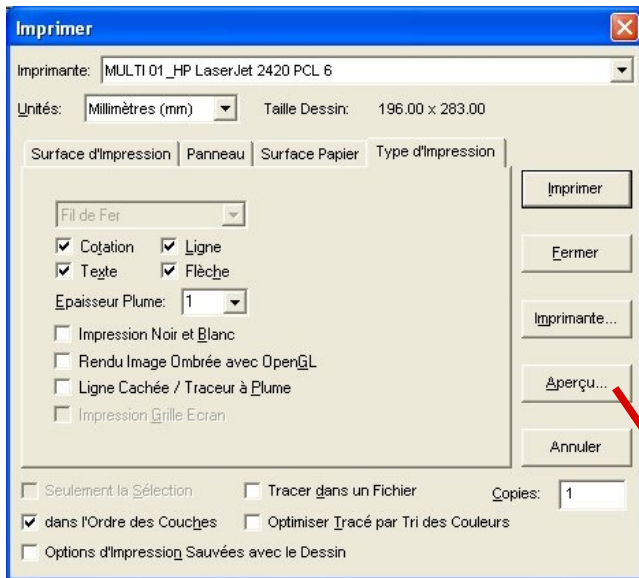 Imprimer
Imprimante: MULTI 01_HP LaserJet 2420 PCL 6
Unités: Millimètres (mm) Taille Dessin: 196.00 x 283.00
Surface d'Impression Panneau Surface Papier Type d'Impression
Imprimer
Fil de Fer
Cotation Ligne
Fermer
Texte Flèche
Epaisseur Plume: 1
Imprimante...
Impression Noir et Blanc
Rendu Image Ombrée avec OpenGL
Ligne Cachée / Traceur à Plume
Aperçu...
Impression Grille Ecran
Annuler
Seulement la Sélection Tracer dans un Fichier Copies: 1
dans l'Ordre des Couches Optimiser Tracé par Tri des Couleurs
Options d'Impression Sauvées avec le Dessin